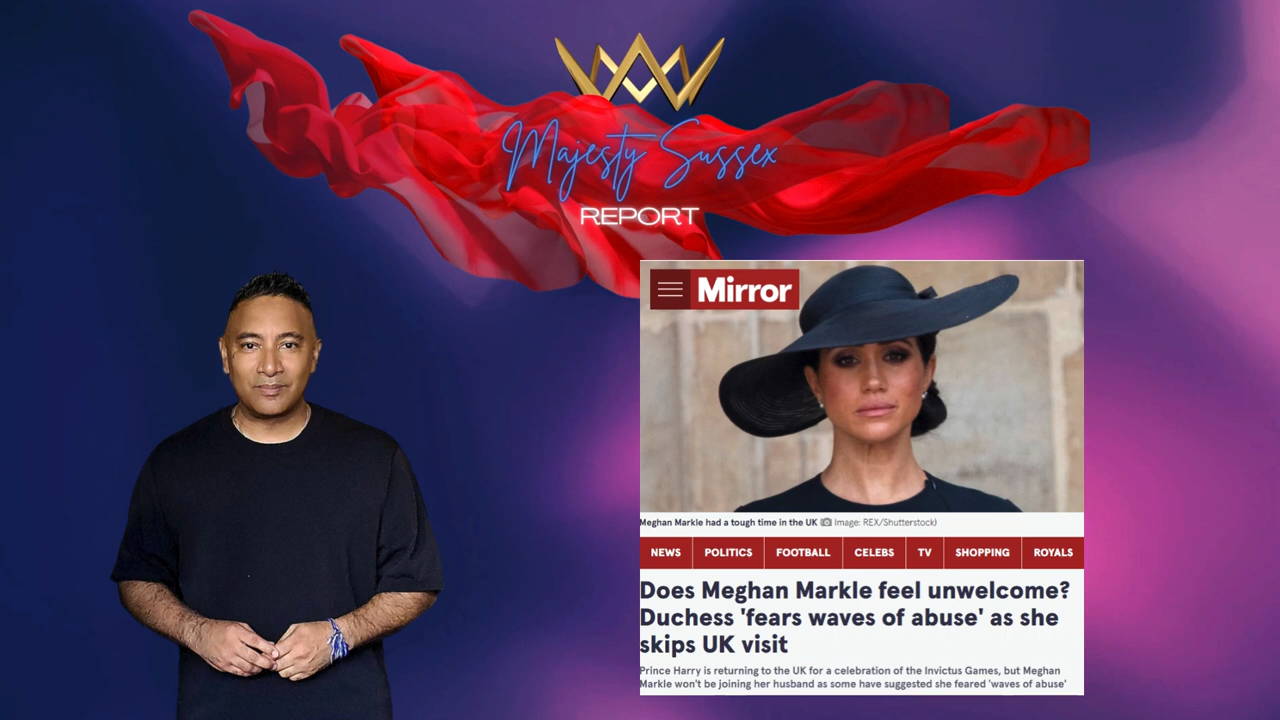 Majesty Sussex
REPORT
Mirror
Meghan Markle had a tough time in the UK Image: REX/Shutterstock)
NEWS POLITICS FOOTBALL CELEBS TV SHOPPING ROYALS
Does Meghan Markle feel unwelcome?
Duchess 'fears waves of abuse' as she
skips UK visit
Prince Harry is returning to the UK for a celebration of the Invictus Games, but Meghan
Markle won't be joining her husband as some have suggested she feared 'waves of abuse'